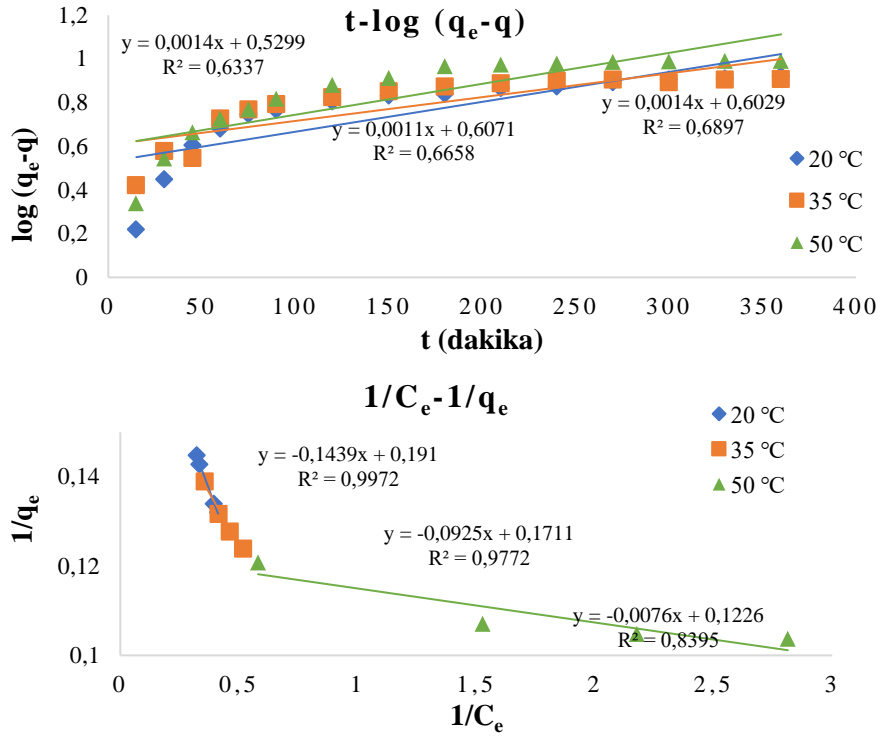 t-log (qe-q)
y = 0,0014x + 0,5299
R² = 0,6337
y = 0,0011x + 0,6071
R² = 0,6658
y = 0,0014x + 0,6029
R² = 0,6897
log (qe-q)
1,2
1
0,8
0,6
0,4
0,2
0
0 50 100 150 200 250 300 350 400
t (dakika)
20 °C
35 °C
50 °C
1/Ce-1/qe
20 °C
35 °C
50 °C
y = -0,1439x + 0,191
R² = 0,9972
y = -0,0925x + 0,1711
R² = 0,9772
y = -0,0076x + 0,1226
R² = 0,8395
1/qe
0,14
0,12
0,1
0 0,5 1 1,5 2 2,5 3
1/Ce